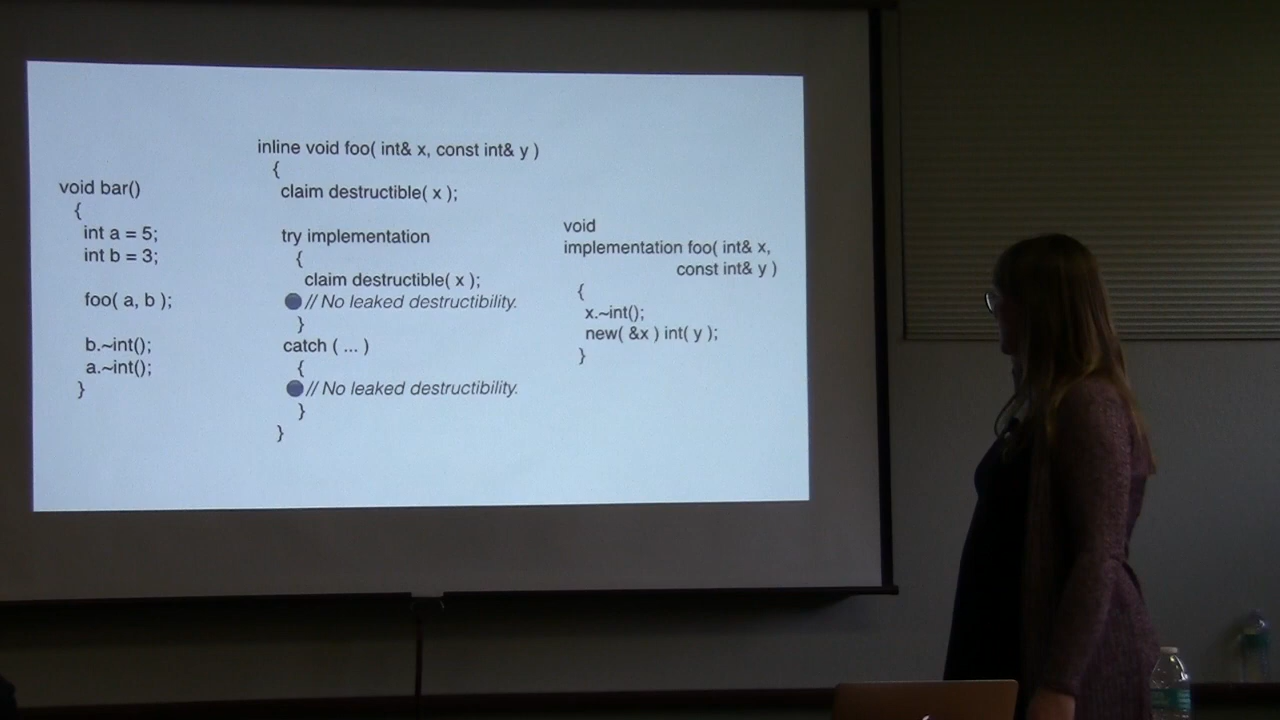 void bar()
{
int a = 5;
int b = 3;
foo( a, b );
b.~int();
a.~int();
}
inline void foo( int& x, const int& y )
{
claim destructible( x );
try implementation
{
claim destructible( x );
// No leaked destructibility.
}
catch ( ... )
{
// No leaked destructibility.
}
}
void
implementation foo( int& x,
const int& y )
{
x.~int();
new( &x ) int( y );
}